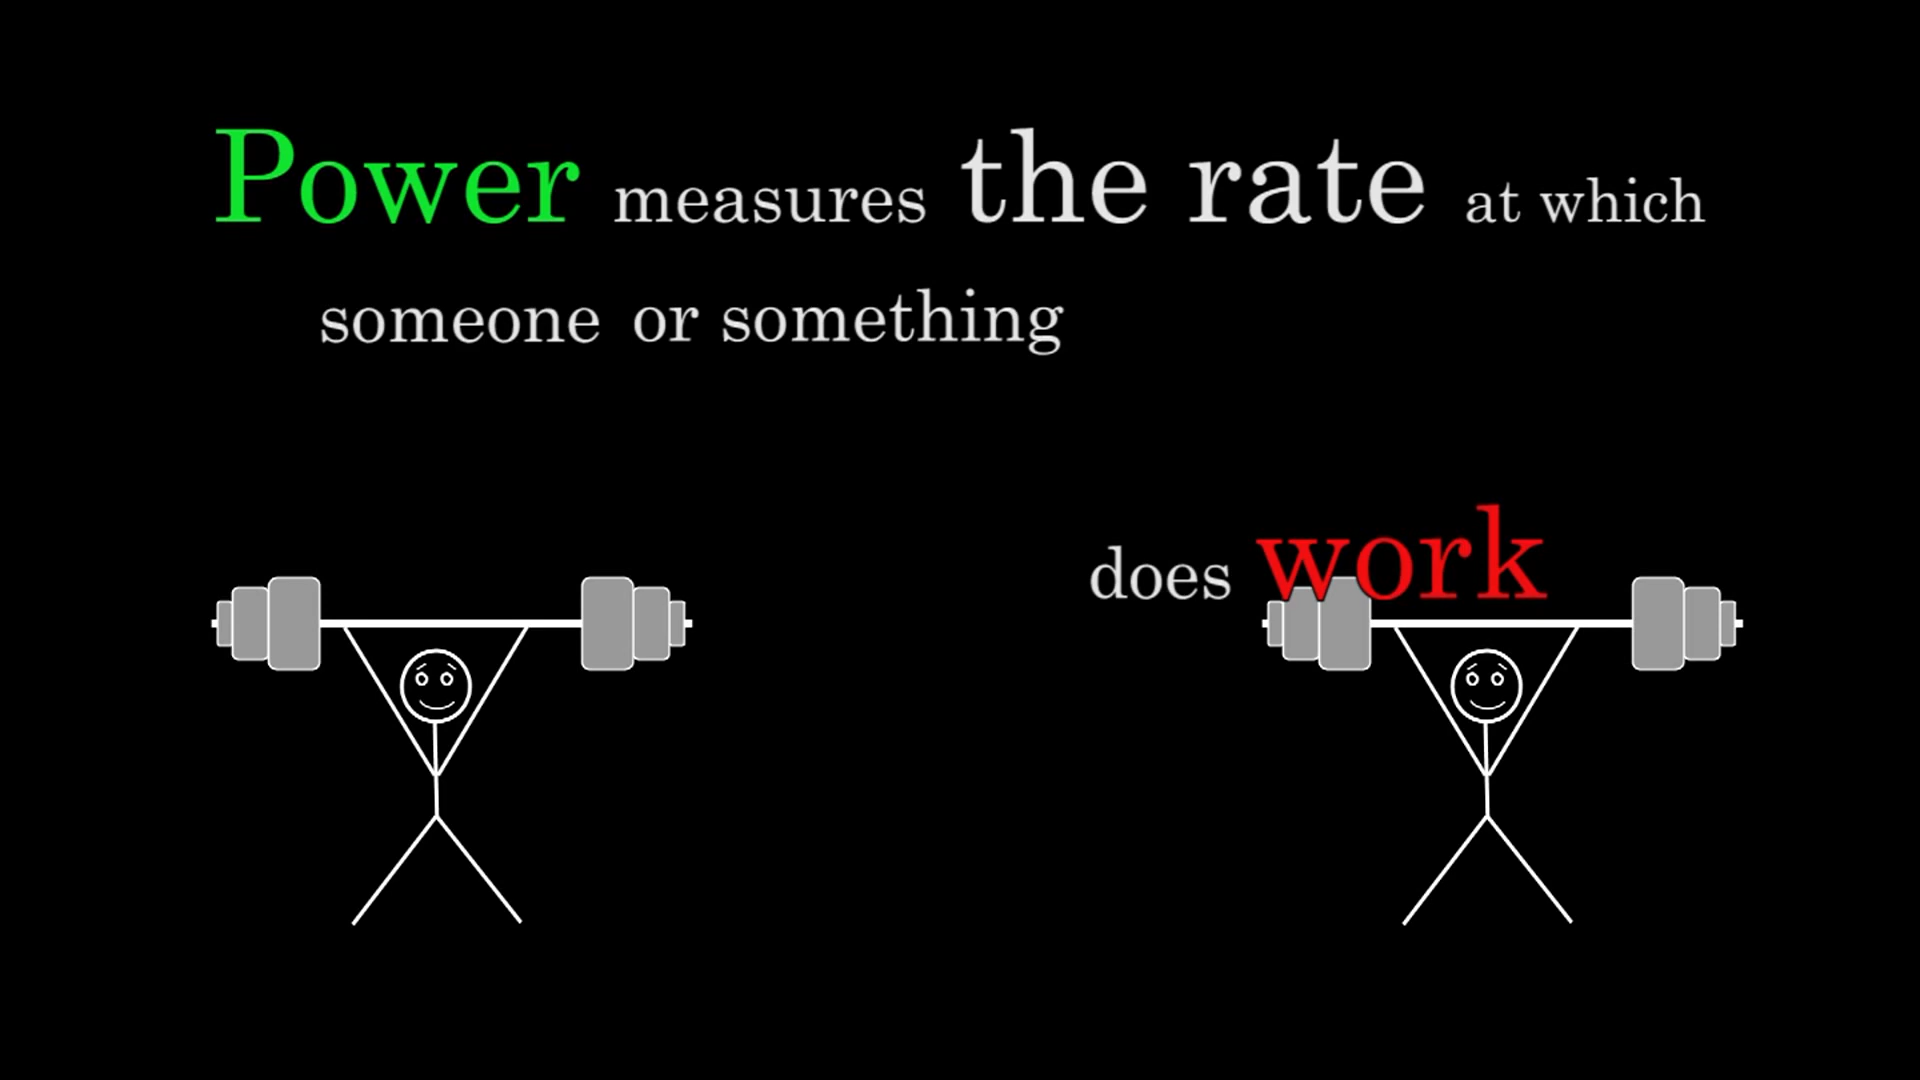 Power measures the rate at which
someone or something
does work